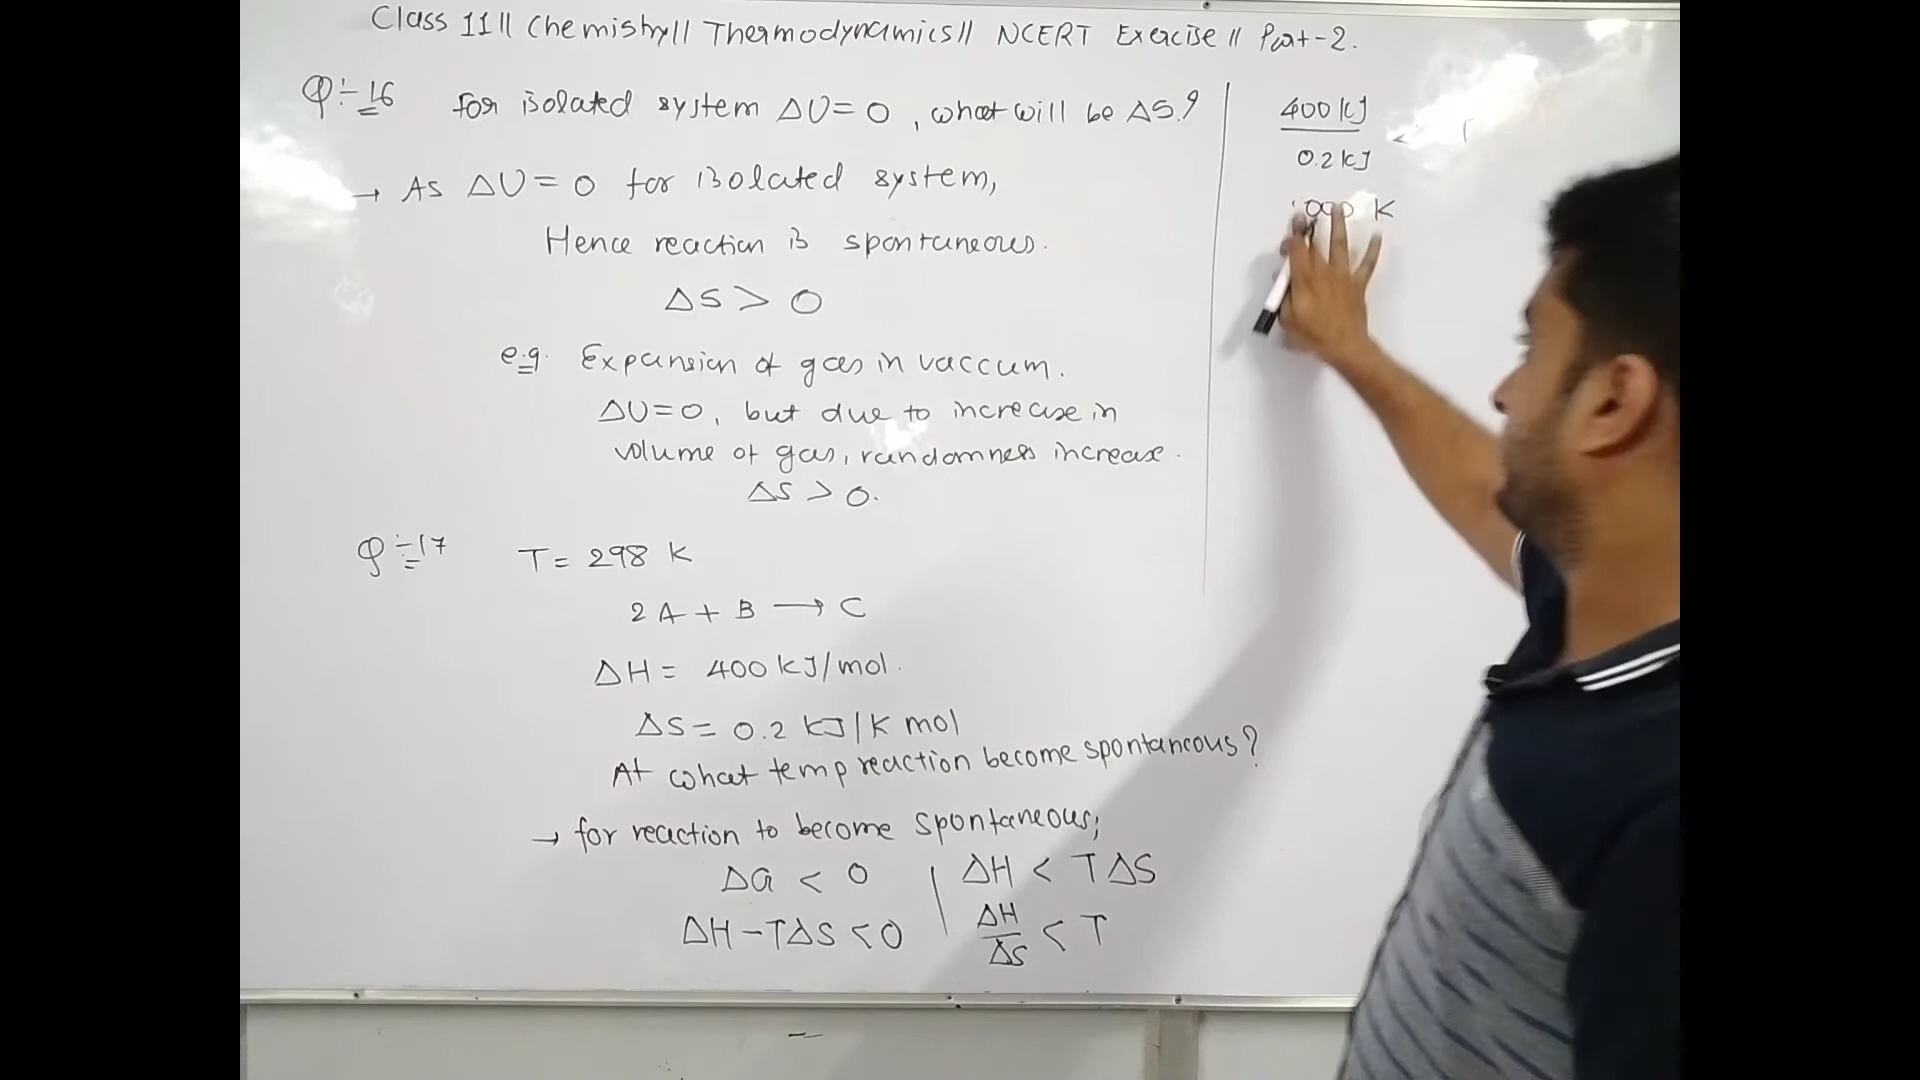 Class 11 || Chemistry || Thermodynamics || NCERT Exercise || Part-2.
Q÷16 for isolated system ΔU = 0, what will be ΔS?
→ As ΔU = 0 for isolated system,
Hence reaction is spontaneous.
ΔS > 0
e.g. Expansion of gas in vaccum.
ΔU=0, but due to increase in
volume of gas, randomness increase.
ΔS > 0.
Q÷17 T = 298 K
2A + B → C
ΔH = 400 kJ/mol.
ΔS = 0.2 kJ/K mol
At what temp reaction become spontaneous?
→ for reaction to become spontaneous;
ΔG < 0
ΔH - TΔS < 0
ΔH < TΔS
ΔH/ΔS < T
400 kJ
0.2 kJ <
K